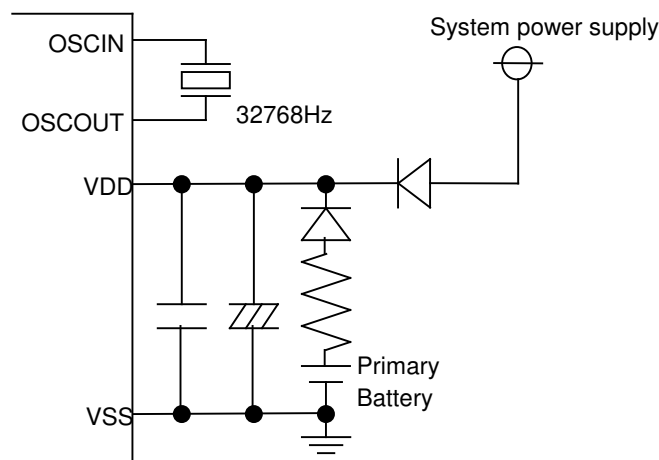 System power supply
OSCIN
OSCOUT
32768Hz
VDD
Primary
Battery
VSS